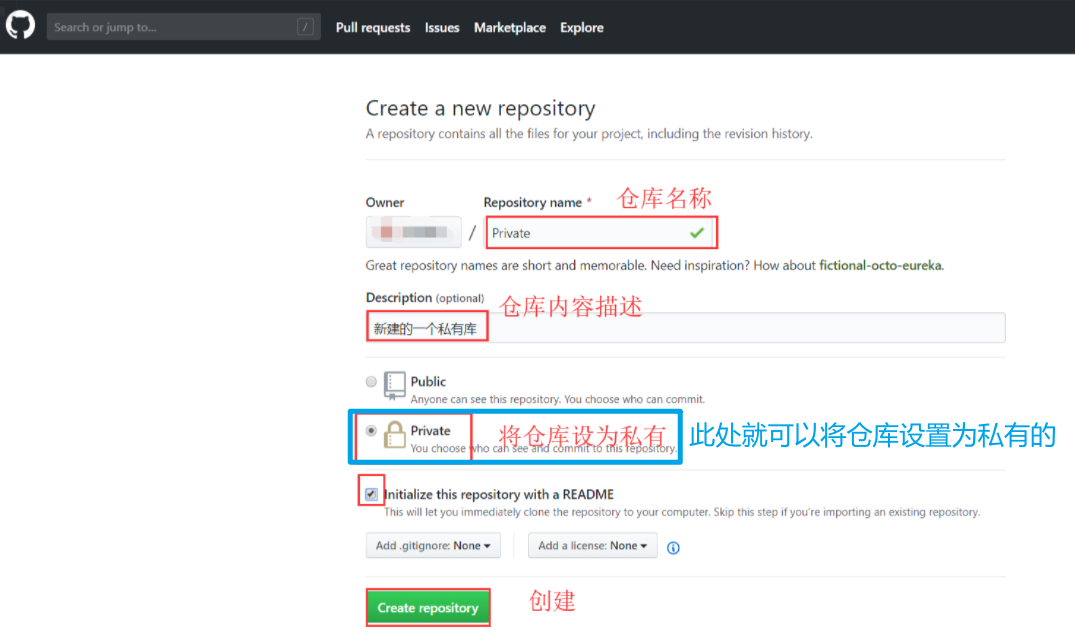 Search or jump to... /
Pull requests Issues Marketplace Explore
Create a new repository
A repository contains all the files for your project, including the revision history.
Owner Repository name * 仓库名称
/ Private
Great repository names are short and memorable. Need inspiration? How about fictional-octo-eureka.
Description (optional) 仓库内容描述
新建的一个私有库
Public
Anyone can see this repository. You choose who can commit.
Private 将仓库设为私有 此处就可以将仓库设置为私有的
You choose who can see and commit to this repository.
Initialize this repository with a README
This will let you immediately clone the repository to your computer. Skip this step if you're importing an existing repository.
Add .gitignore: None Add a license: None
Create repository 创建